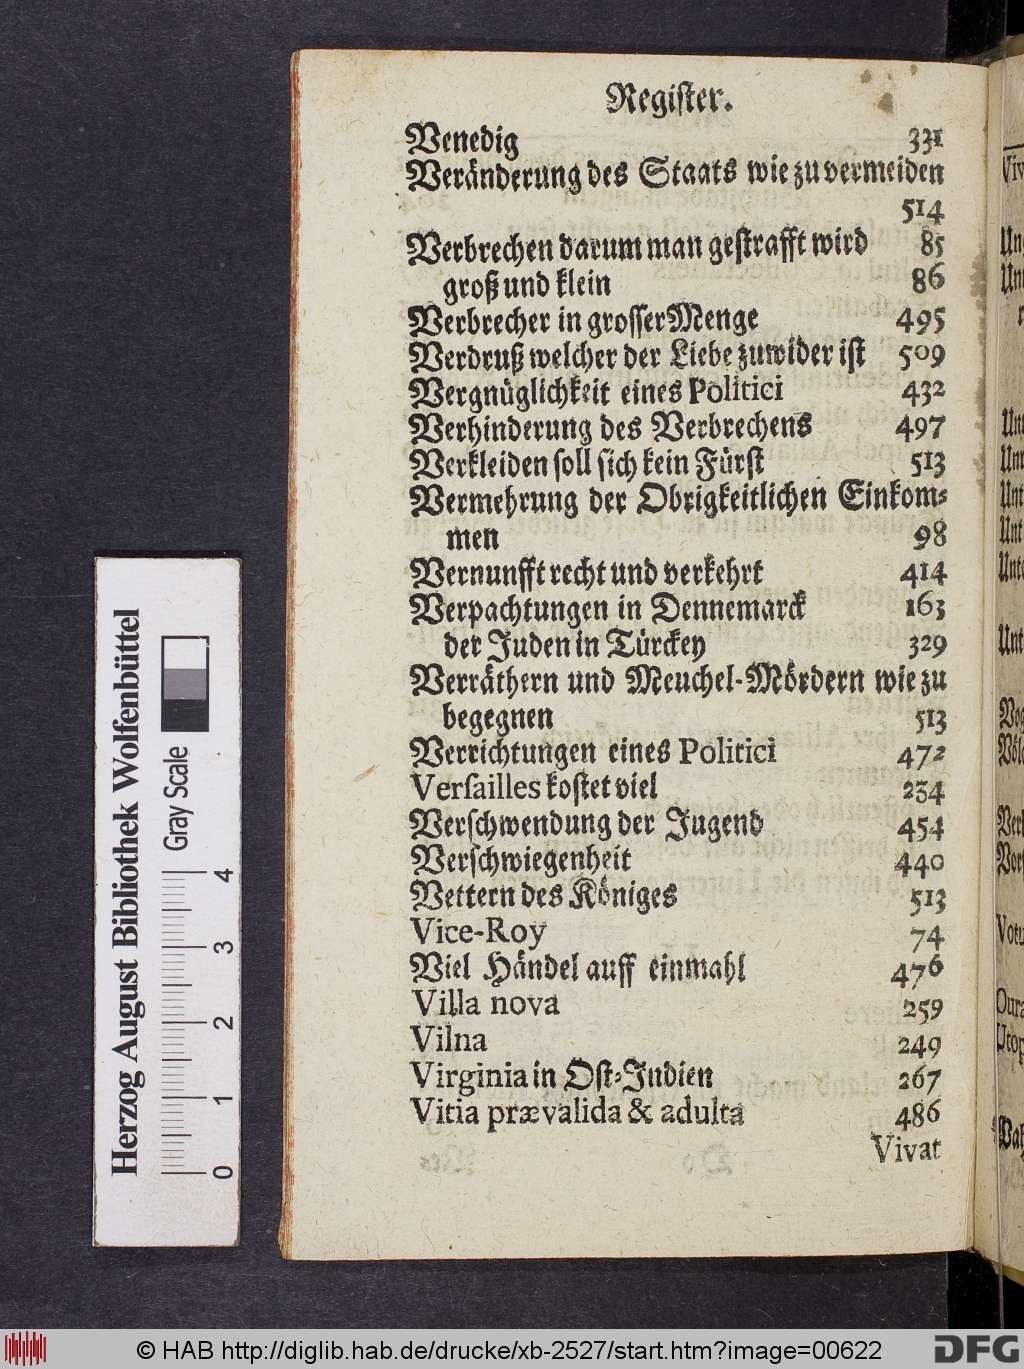 Register.
Venedig 331
Veränderung des Staats wie zu vermeiden
514
Verbrechen darum man gestrafft wird 85
groß und klein 86
Verbrecher in grosser Menge 495
Verdruß welcher der Liebe zuwider ist 509
Vergnüglichkeit eines Politici 432
Verhinderung des Verbrechens 497
Verkleiden soll sich kein Fürst 513
Vermehrung der Obrigkeitlichen Einkom-
men 98
Vernunfft recht und verkehrt 414
Verpachtungen in Dennemarck 163
der Juden in Türckey 329
Verräthern und Meuchel-Mördern wie zu
begegnen 513
Verrichtungen eines Politici 472
Versailles kostet viel 234
Verschwendung der Jugend 454
Verschwiegenheit 440
Vettern des Königes 513
Vice-Roy 74
Viel Händel auff einmahl 476
Villa nova 259
Vilna 249
Virginia in Ost-Indien 267
Vitia prævalida & adulta 486
Vivat
Herzog August Bibliothek Wolfenbüttel
Gray Scale
0 1 2 3 4
© HAB http://diglib.hab.de/drucke/xb-2527/start.htm?image=00622
DFG